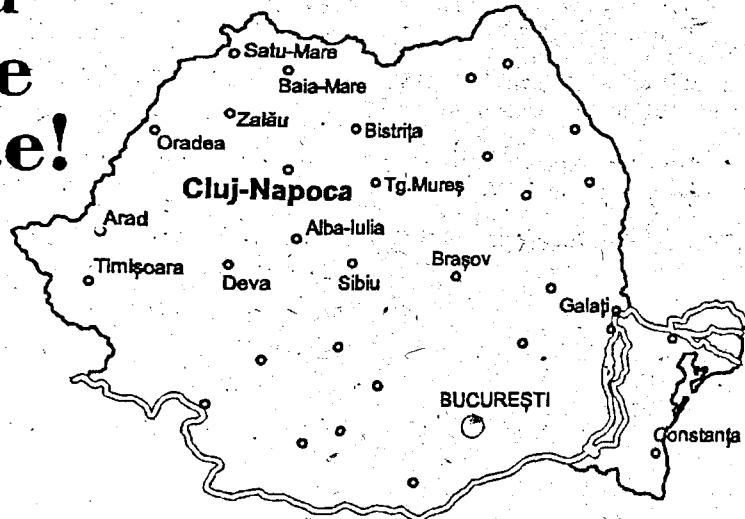 e!
Satu-Mare
Baia-Mare
Zalău
Oradea
Bistrița
Cluj-Napoca
Tg.Mureș
Arad
Alba-Iulia
Timișoara
Deva
Sibiu
Brașov
Galați
BUCUREȘTI
Constanța